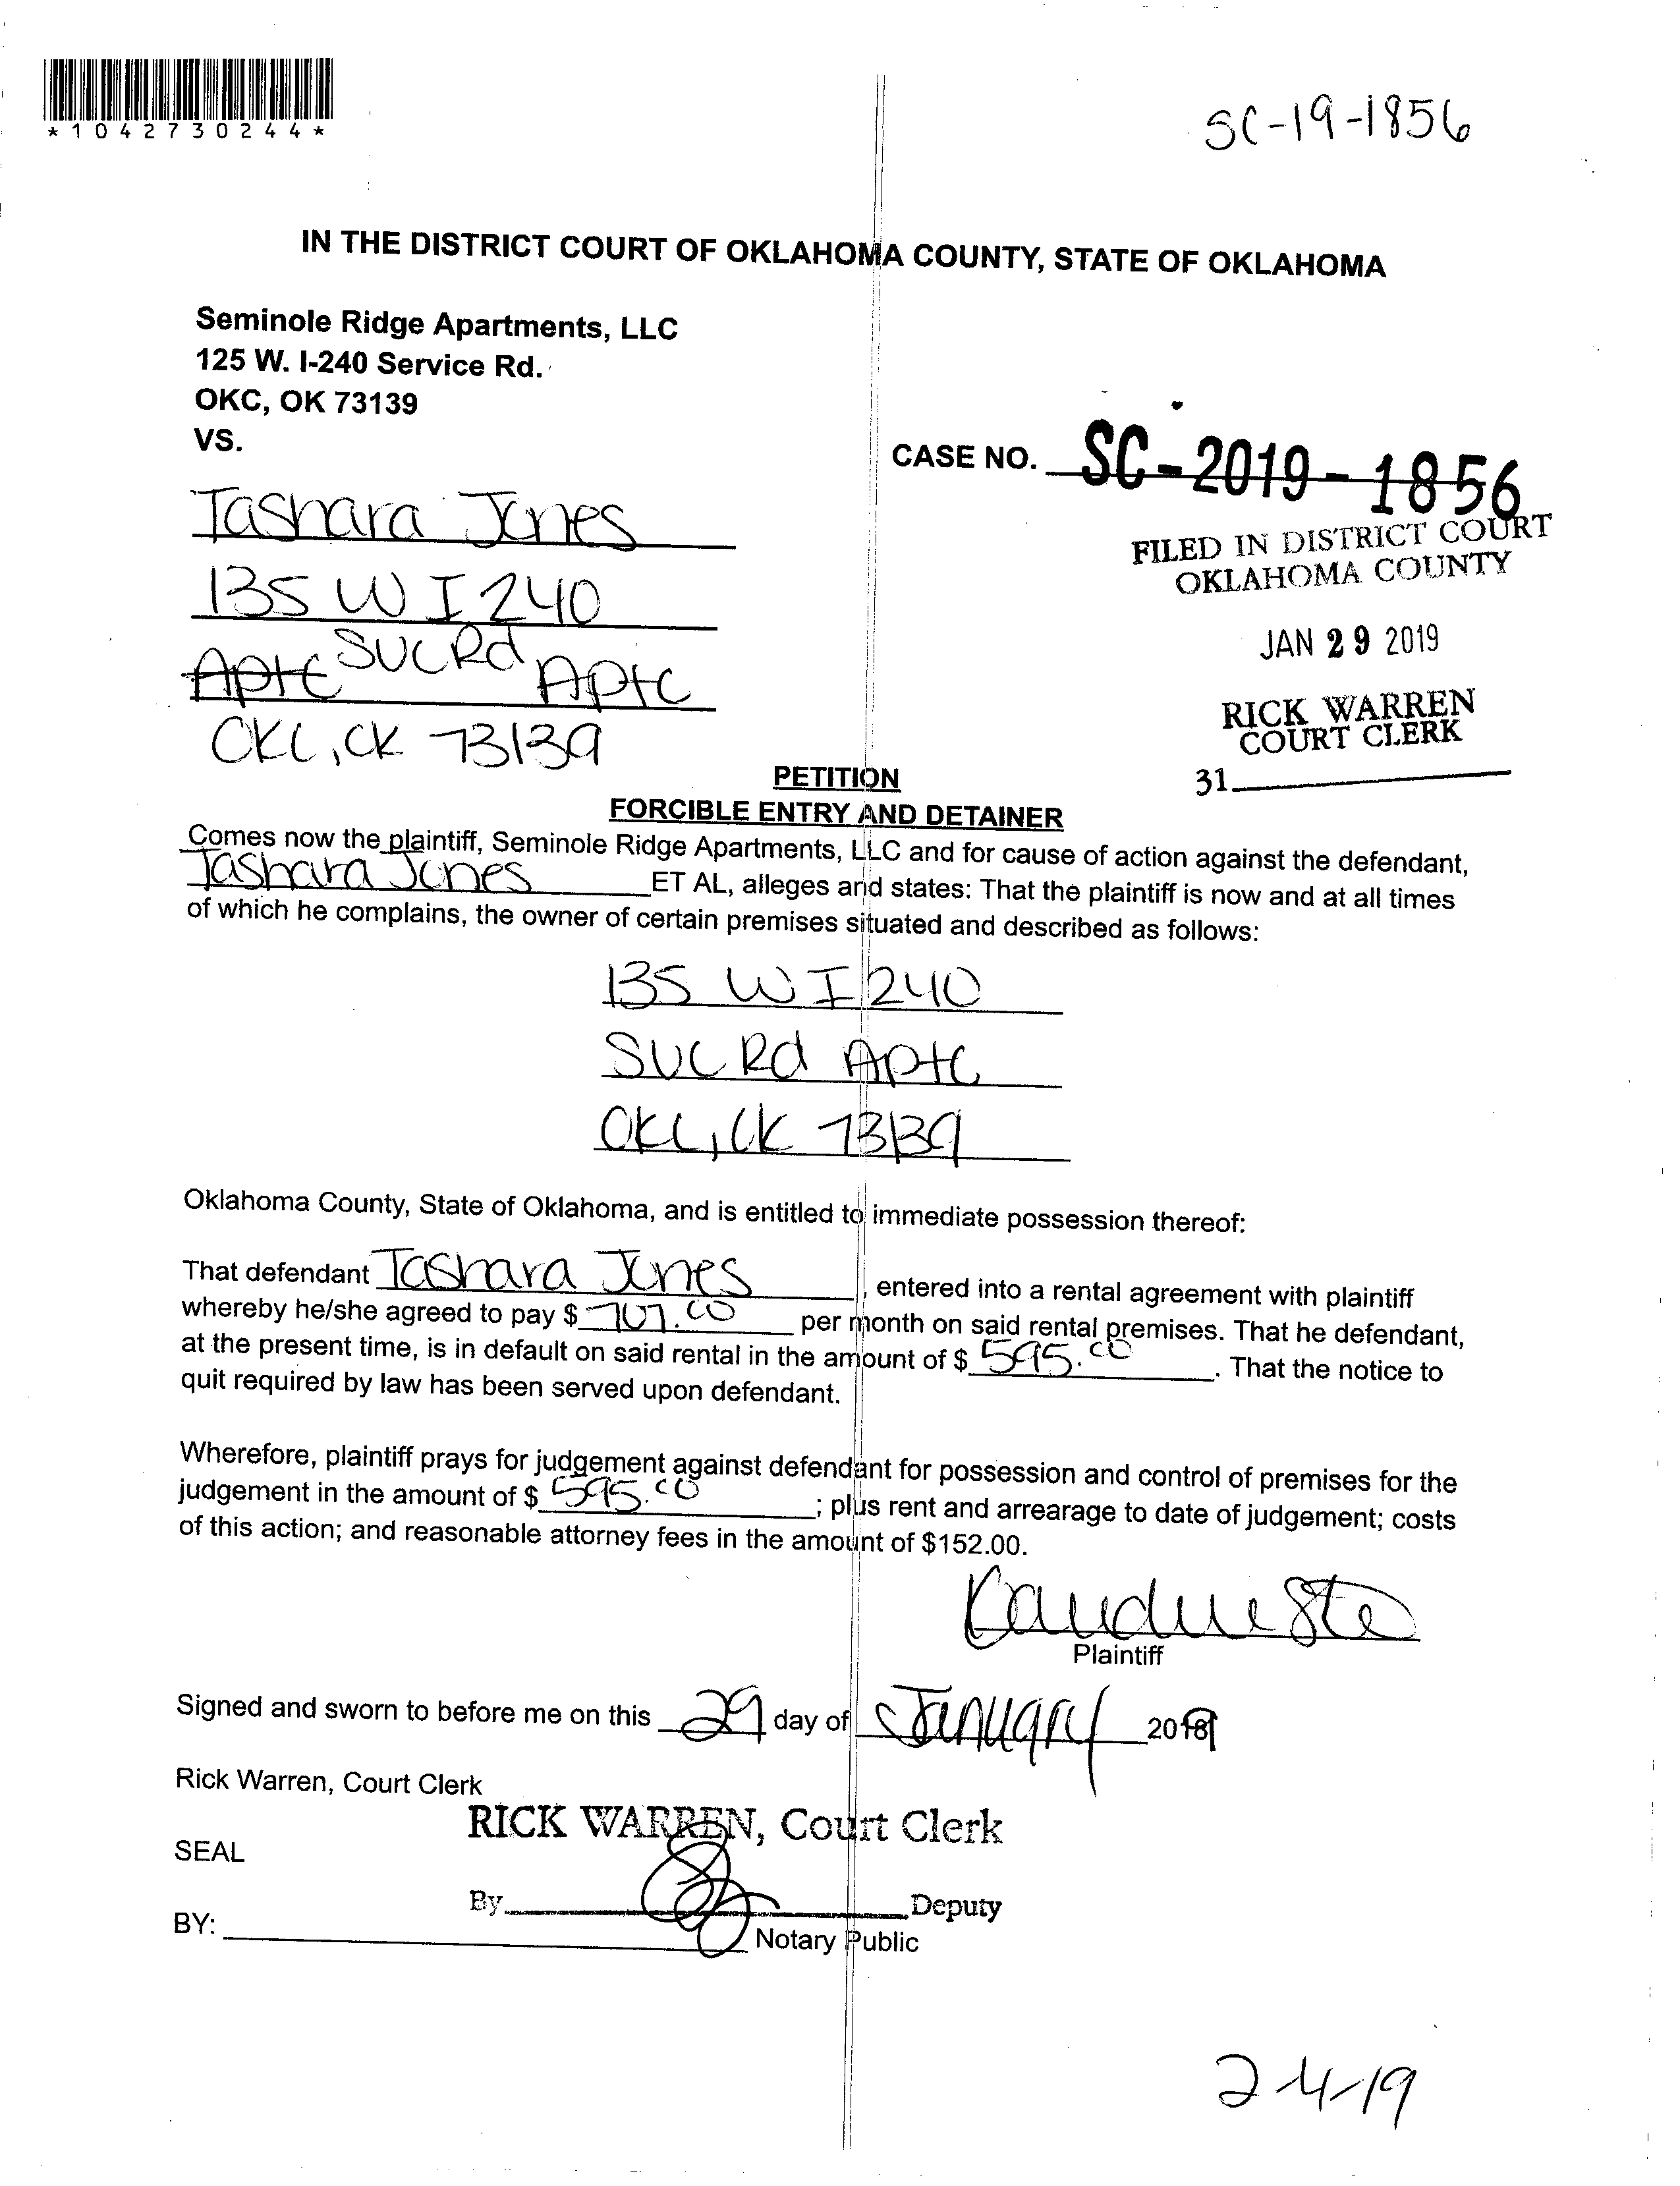 *1042730244*
SC-19-1856
IN THE DISTRICT COURT OF OKLAHOMA COUNTY, STATE OF OKLAHOMA
Seminole Ridge Apartments, LLC
125 W. I-240 Service Rd.
OKC, OK 73139
VS.
CASE NO. SC-2019-1856
FILED IN DISTRICT COURT
OKLAHOMA COUNTY
JAN 29 2019
RICK WARREN
COURT CLERK
31
Tashara Jones
135 W I 240
Apt C SVC Rd Apt C
OKC, OK 73139
PETITION
FORCIBLE ENTRY AND DETAINER
Comes now the plaintiff, Seminole Ridge Apartments, LLC and for cause of action against the defendant,
Tashara Jones ET AL, alleges and states: That the plaintiff is now and at all times
of which he complains, the owner of certain premises situated and described as follows:
135 W I 240
SVC Rd Apt C
OKC, OK 73139
Oklahoma County, State of Oklahoma, and is entitled to immediate possession thereof:
That defendant Tashara Jones, entered into a rental agreement with plaintiff
whereby he/she agreed to pay $ 707.00 per month on said rental premises. That he defendant,
at the present time, is in default on said rental in the amount of $ 595.00. That the notice to
quit required by law has been served upon defendant.
Wherefore, plaintiff prays for judgement against defendant for possession and control of premises for the
judgement in the amount of $ 595.00; plus rent and arrearage to date of judgement; costs
of this action; and reasonable attorney fees in the amount of $152.00.
Plaintiff
Signed and sworn to before me on this 29 day of January 2019
Rick Warren, Court Clerk
RICK WARREN, Court Clerk
SEAL
By Deputy
BY: Notary Public
2-4-19